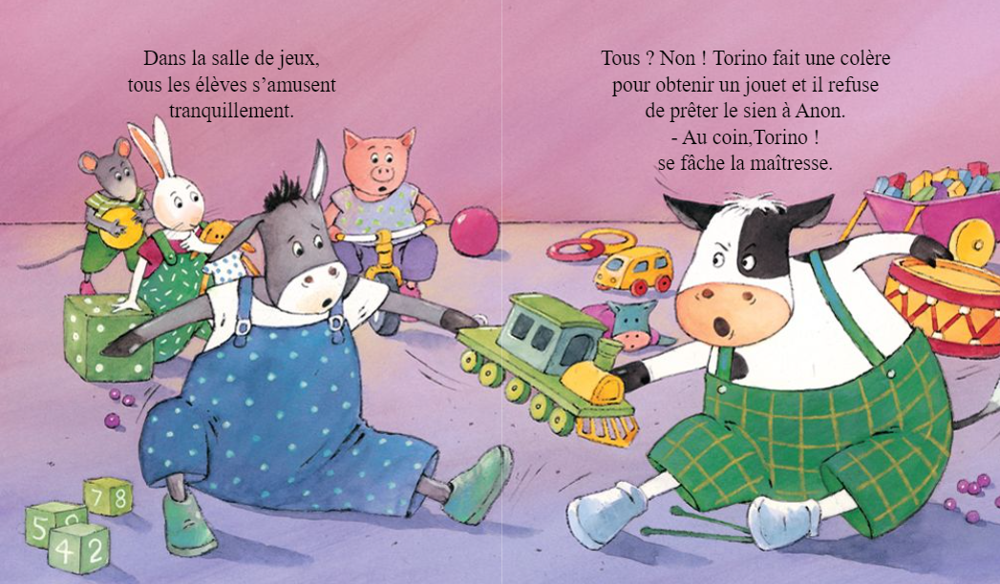 Dans la salle de jeux,
tous les élèves s’amusent
tranquillement.
Tous ? Non ! Torino fait une colère
pour obtenir un jouet et il refuse
de prêter le sien à Anon.
- Au coin,Torino !
se fâche la maîtresse.
7 8
5
4 2